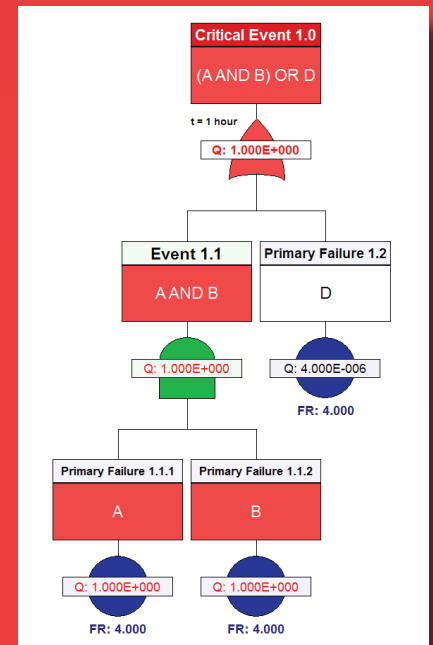 Critical Event 1.0
(A AND B) OR D
t = 1 hour
Q: 1.000E+000
Event 1.1
A AND B
Q: 1.000E+000
Primary Failure 1.2
D
Q: 4.000E-006
FR: 4.000
Primary Failure 1.1.1
A
Q: 1.000E+000
FR: 4.000
Primary Failure 1.1.2
B
Q: 1.000E+000
FR: 4.000